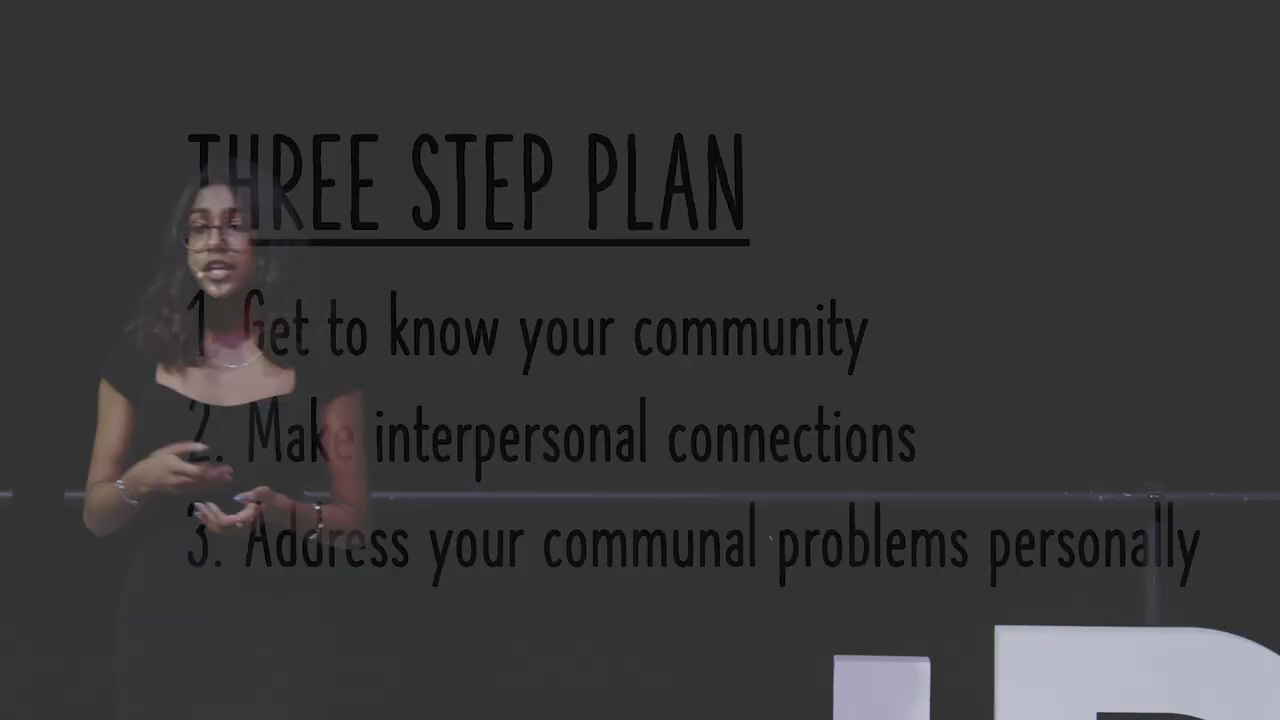 THREE STEP PLAN
1. Get to know your community
2. Make interpersonal connections
3. Address your communal problems personally